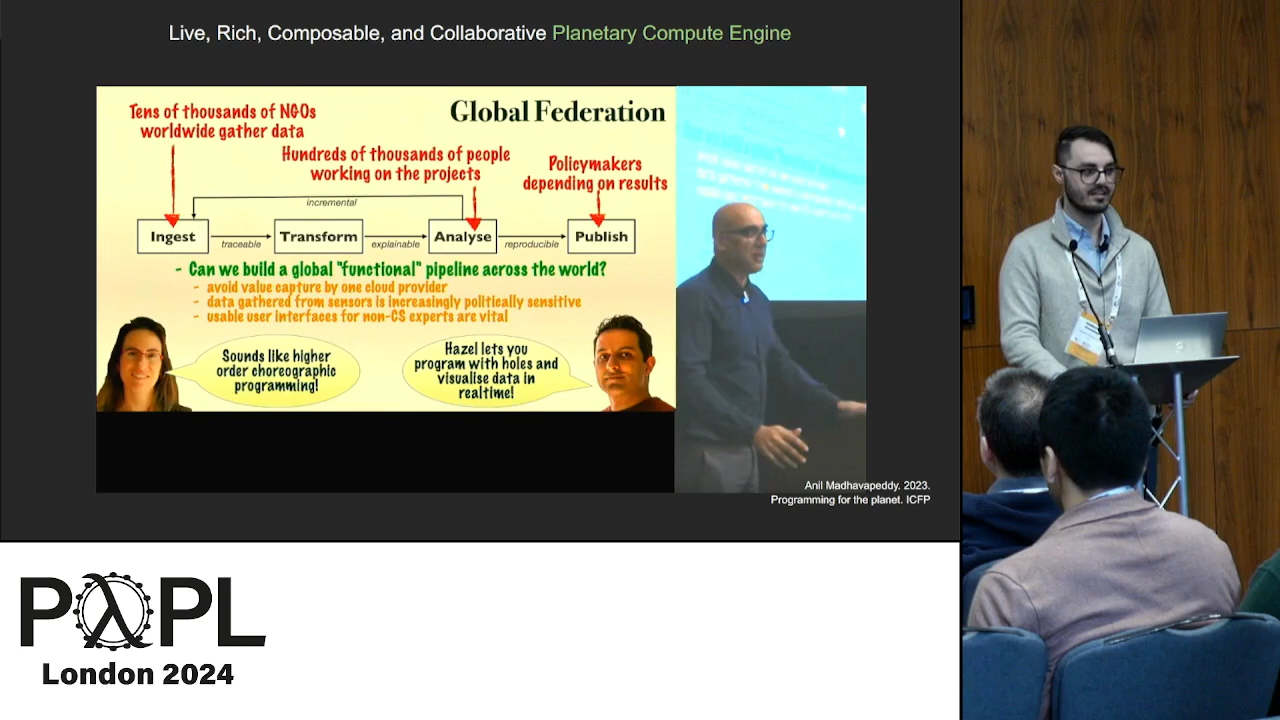 Live, Rich, Composable, and Collaborative Planetary Compute Engine
Tens of thousands of NGOs
worldwide gather data
Global Federation
Hundreds of thousands of people
working on the projects
Policymakers
depending on results
incremental
Ingest
traceable
Transform
explainable
Analyse
reproducible
Publish
- Can we build a global "functional" pipeline across the world?
- avoid value capture by one cloud provider
- data gathered from sensors is increasingly politically sensitive
- usable user interfaces for non-CS experts are vital
Sounds like higher
order choreographic
programming!
Hazel lets you
program with holes and
visualise data in
realtime!
Anil Madhavapeddy. 2023.
Programming for the planet. ICFP
PλPL
London 2024